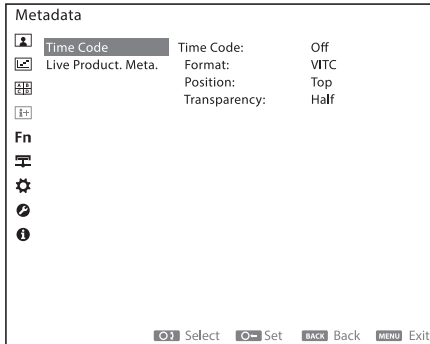 Metadata
Time Code Time Code: Off
Live Product. Meta. Format: VITC
Position: Top
Transparency: Half
i+
Fn
Select Set BACK Back MENU Exit